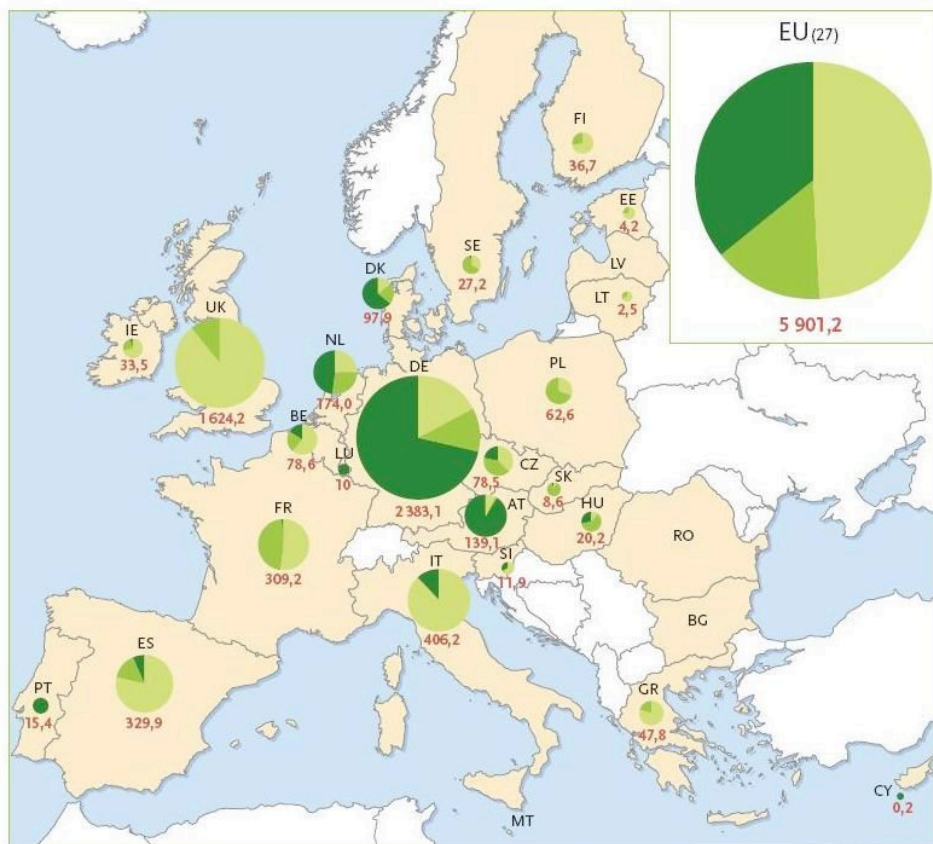 EU(27)
5 901,2
FI
36,7
EE
4,2
SE
27,2
LV
LT
2,5
DK
97,9
UK
1 624,2
IE
33,5
NL
174,0
DE
2 383,1
PL
62,6
BE
78,6
LU
10
CZ
78,5
SK
8,6
FR
309,2
AT
139,1
HU
20,2
RO
SI
11,9
IT
406,2
BG
ES
329,9
PT
15,4
GR
47,8
CY
0,2
MT